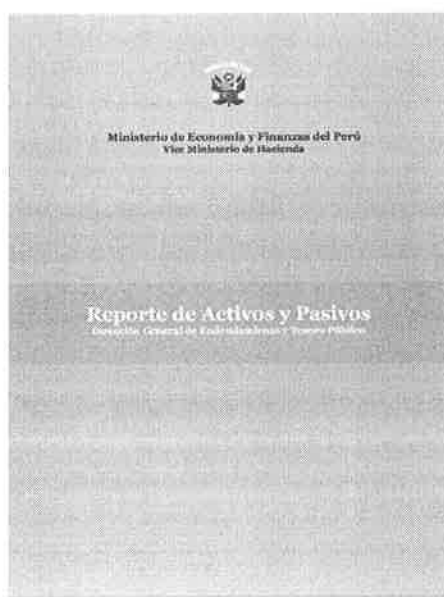 Ministerio de Economía y Finanzas del Perú
Vice Ministerio de Hacienda
Reporte de Activos y Pasivos
Dirección General de Endeudamiento y Tesoro Público